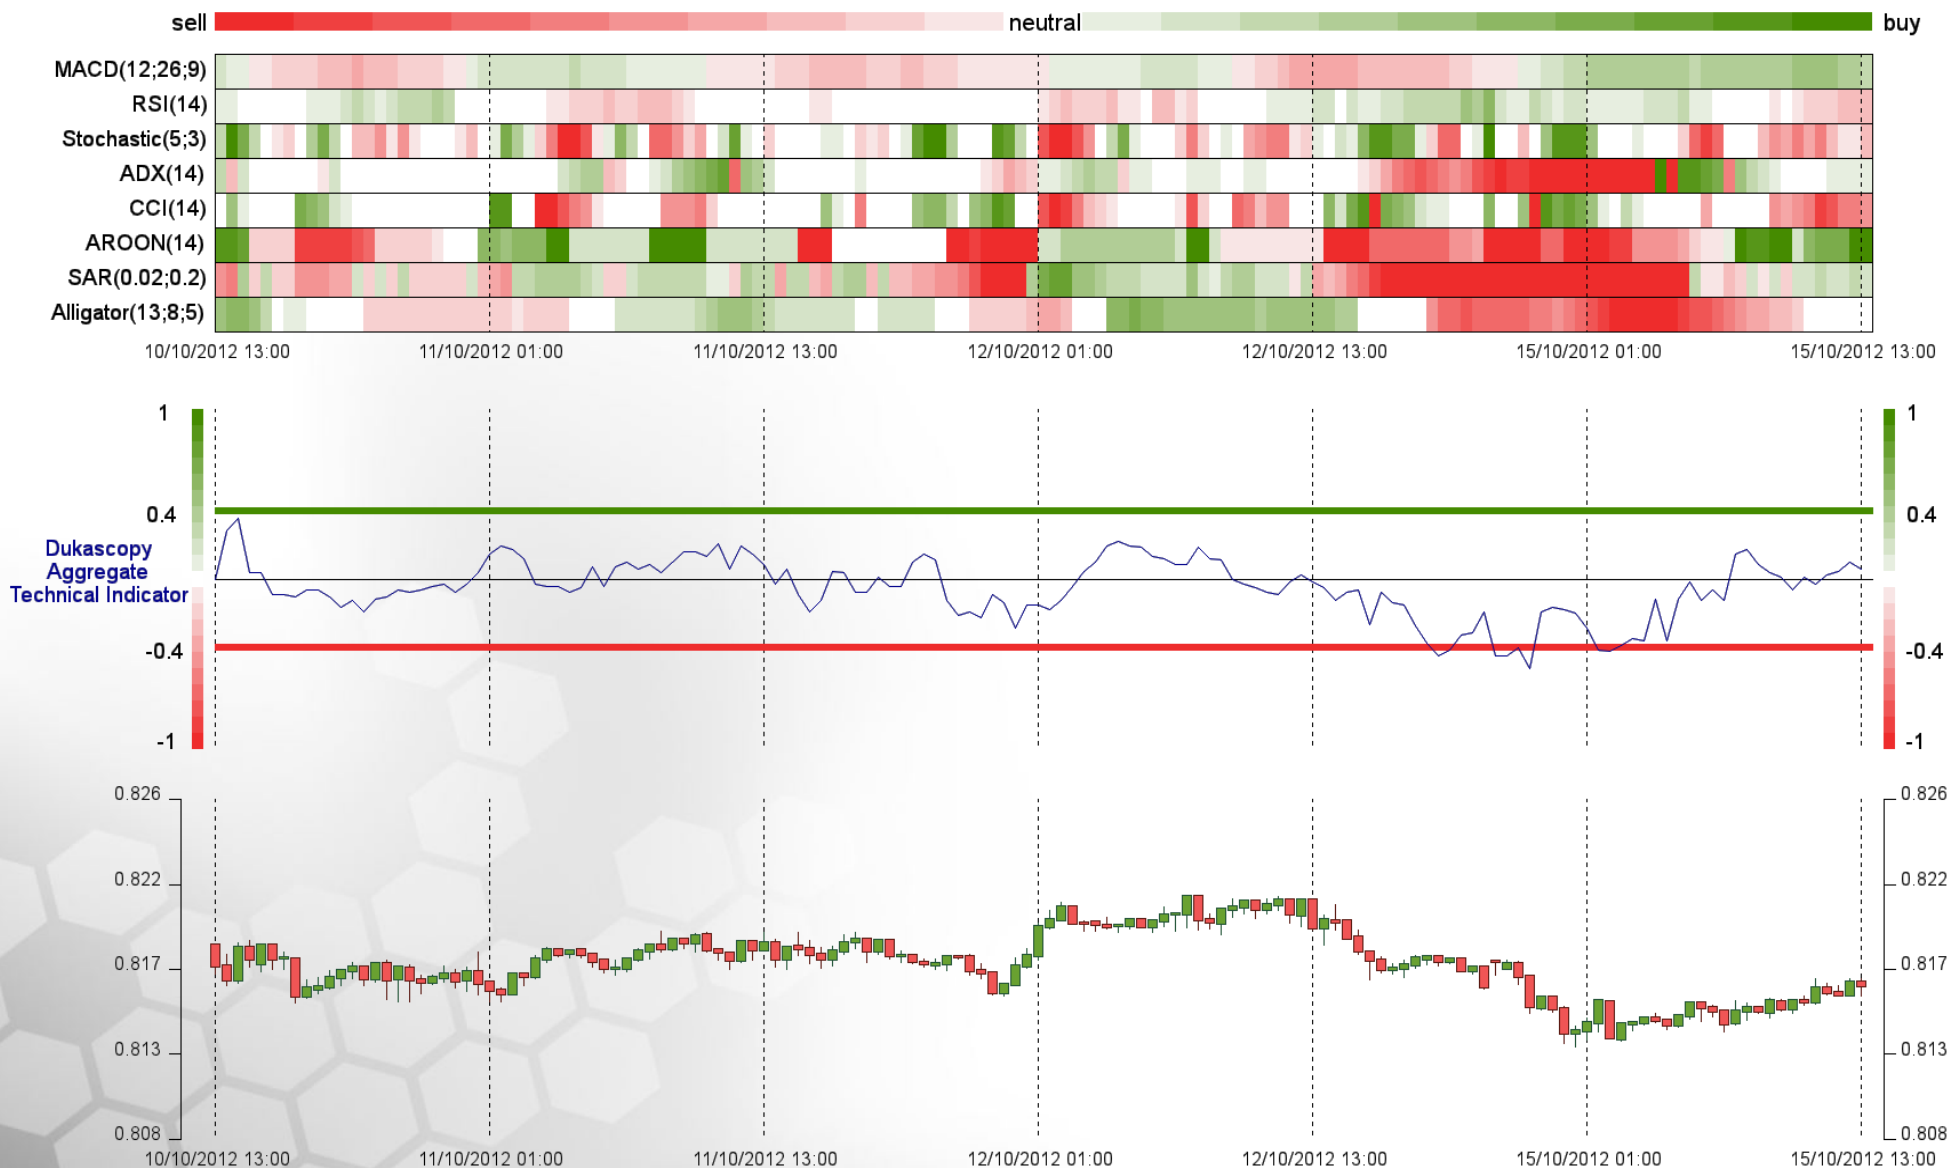 sell neutral buy
MACD(12;26;9)
RSI(14)
Stochastic(5;3)
ADX(14)
CCI(14)
AROON(14)
SAR(0.02;0.2)
Alligator(13;8;5)
10/10/2012 13:00 11/10/2012 01:00 11/10/2012 13:00 12/10/2012 01:00 12/10/2012 13:00 15/10/2012 01:00 15/10/2012 13:00
1 1
0.4 0.4
Dukascopy
Aggregate
Technical Indicator
-0.4 -0.4
-1 -1
0.826 0.826
0.822 0.822
0.817 0.817
0.813 0.813
0.808 0.808
10/10/2012 13:00 11/10/2012 01:00 11/10/2012 13:00 12/10/2012 01:00 12/10/2012 13:00 15/10/2012 01:00 15/10/2012 13:00